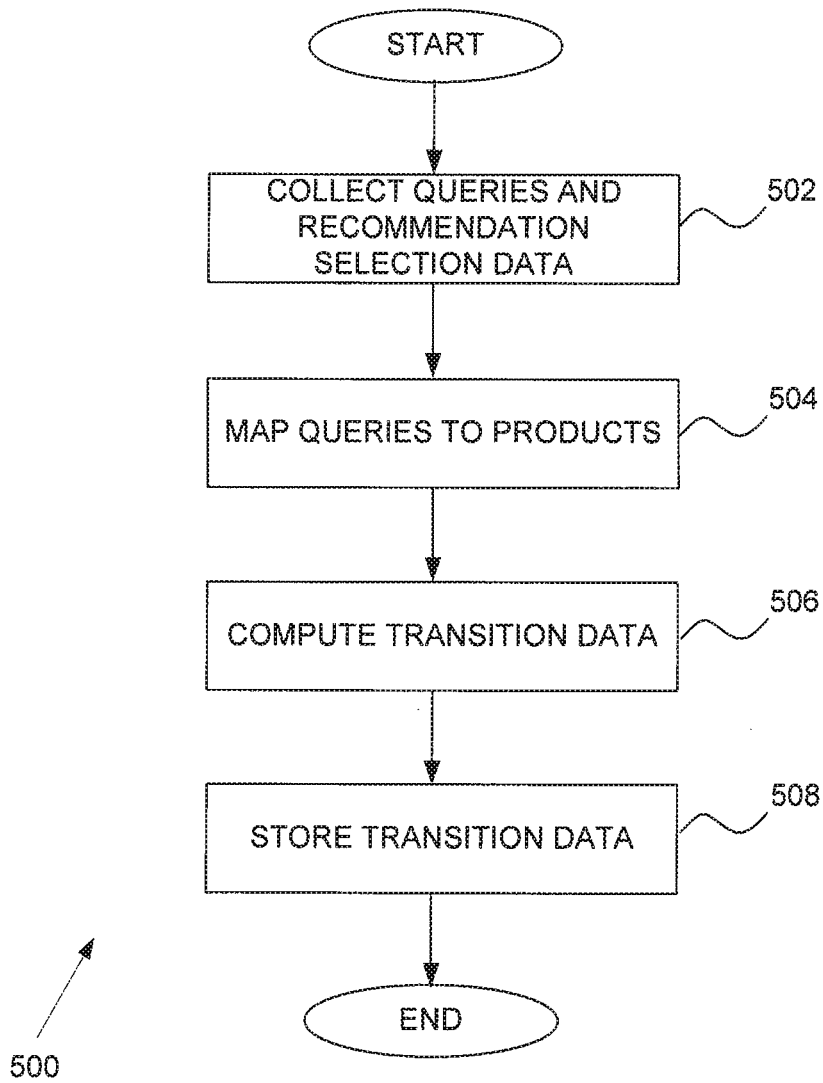 START
COLLECT QUERIES AND
RECOMMENDATION
SELECTION DATA
502
MAP QUERIES TO PRODUCTS
504
COMPUTE TRANSITION DATA
506
STORE TRANSITION DATA
508
END
500